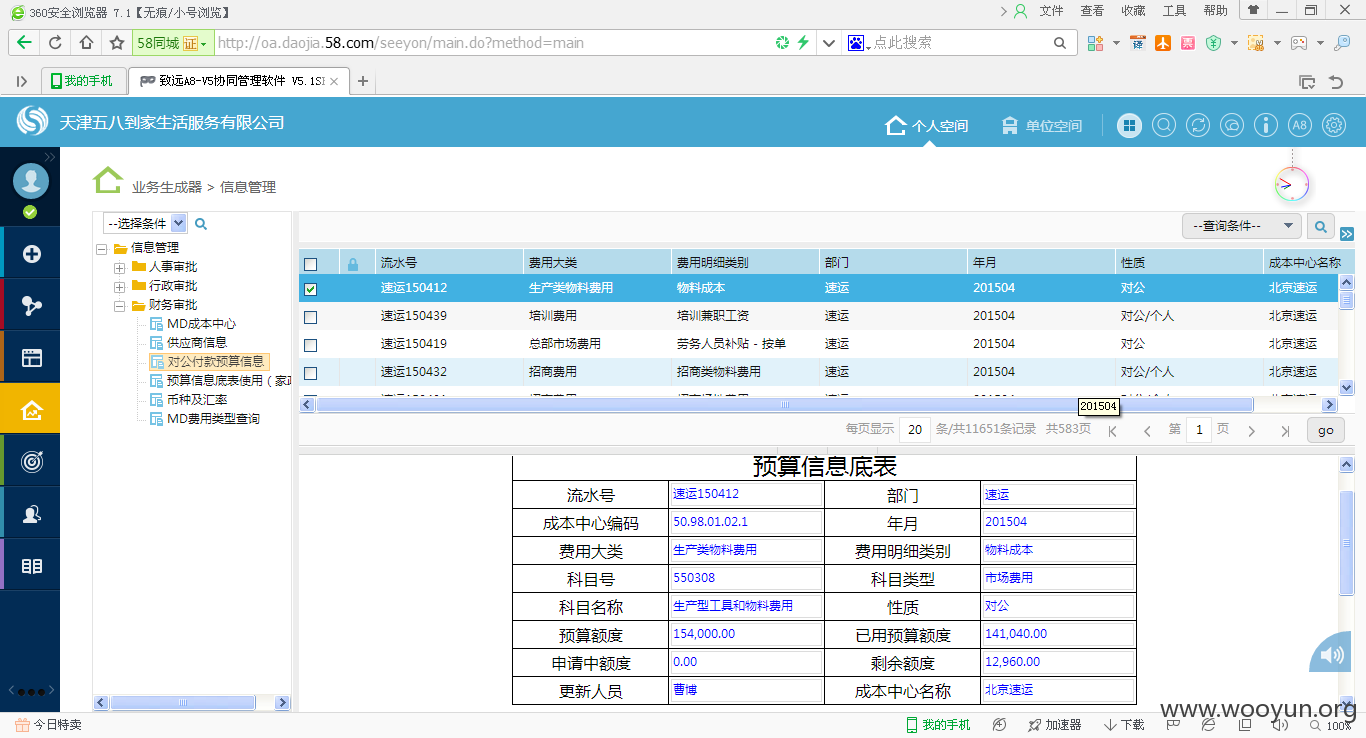 360安全浏览器 7.1【无痕/小号浏览】
文件 查看 收藏 工具 帮助
58同城 证 http://oa.daojia.58.com/seeyon/main.do?method=main 点此搜索 译 票
我的手机 致远A8-V5协同管理软件 V5.1SI
天津五八到家生活服务有限公司 个人空间 单位空间 A8
业务生成器 > 信息管理
--选择条件 --查询条件--
信息管理
人事审批
行政审批
财务审批
MD成本中心
供应商信息
对公付款预算信息
预算信息底表使用（家政
币种及汇率
MD费用类型查询
流水号 费用大类 费用明细类别 部门 年月 性质 成本中心名称
速运150412 生产类物料费用 物料成本 速运 201504 对公 北京速运
速运150439 培训费用 培训兼职工资 速运 201504 对公/个人 北京速运
速运150419 总部市场费用 劳务人员补贴 - 按单 速运 201504 对公 北京速运
速运150432 招商费用 招商类物料费用 速运 201504 对公/个人 北京速运
201504
每页显示 20 条/共11651条记录 共583页 第 1 页 go
预算信息底表
流水号 速运150412 部门 速运
成本中心编码 50.98.01.02.1 年月 201504
费用大类 生产类物料费用 费用明细类别 物料成本
科目号 550308 科目类型 市场费用
科目名称 生产型工具和物料费用 性质 对公
预算额度 154,000.00 已用预算额度 141,040.00
申请中额度 0.00 剩余额度 12,960.00
更新人员 曹博 成本中心名称 北京速运
www.wooyun.org
今日特卖 我的手机 加速器 下载 100%